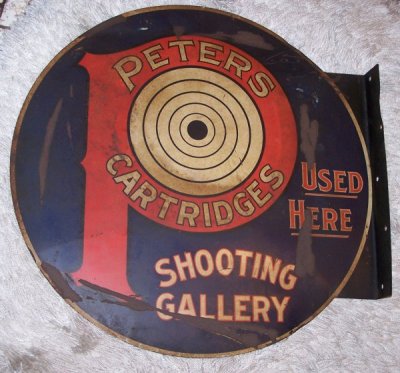 PETERS
CARTRIDGES
USED
HERE
SHOOTING
GALLERY